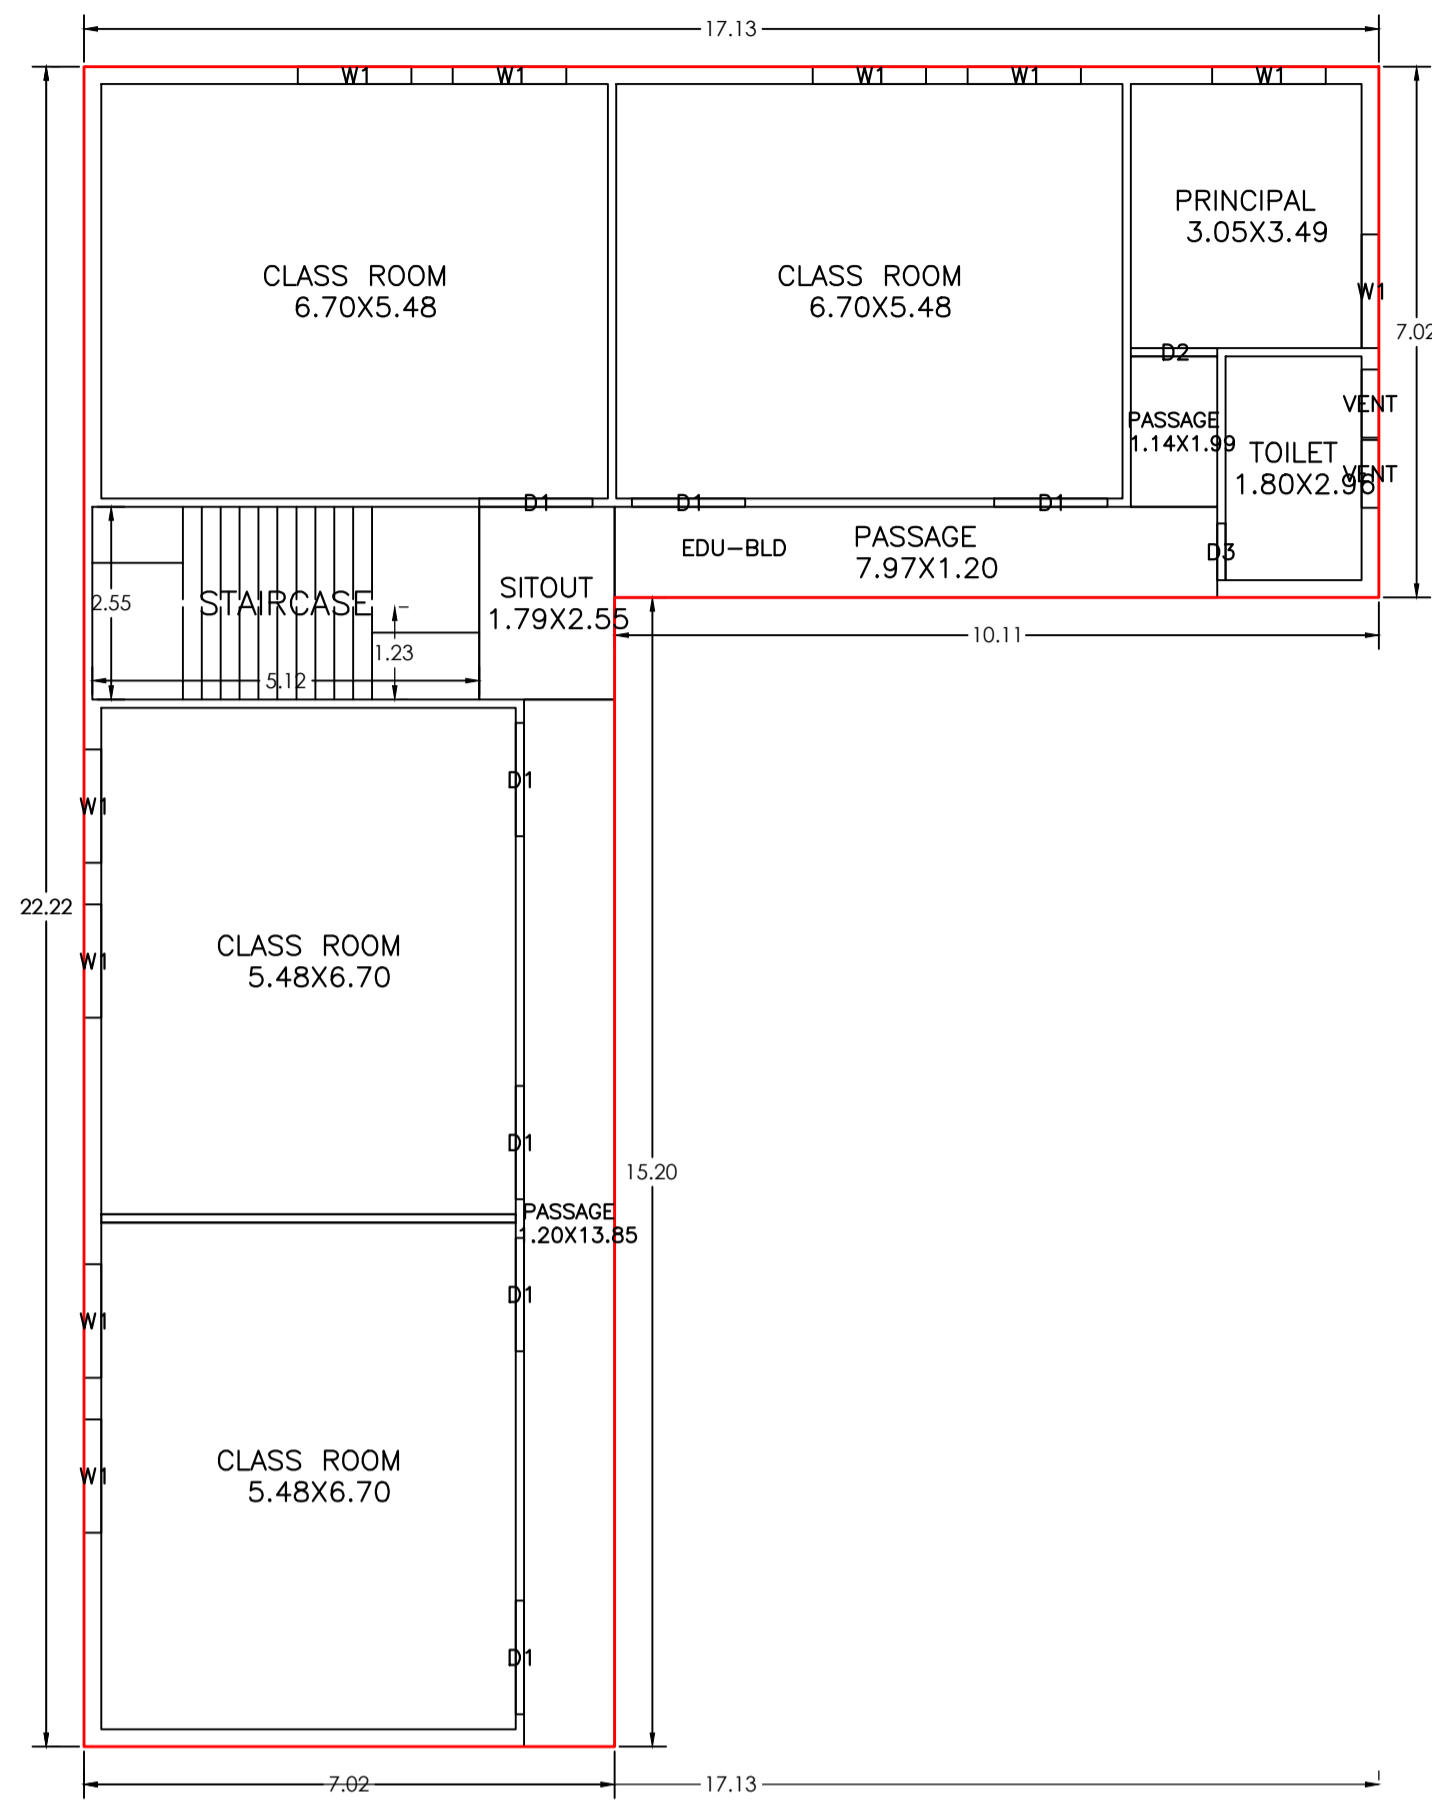 17.13
W1
W1
W1
W1
W1
CLASS ROOM
6.70X5.48
CLASS ROOM
6.70X5.48
PRINCIPAL
3.05X3.49
W1
7.02
D2
PASSAGE
1.14X1.99
VENT
TOILET
1.80X2.96
VENT
D1
D1
D1
EDU-BLD
PASSAGE
7.97X1.20
D3
STAIRCASE
2.55
SITOUT
1.79X2.55
1.23
5.12
10.11
D1
W1
22.22
CLASS ROOM
5.48X6.70
W1
D1
15.20
PASSAGE
1.20X13.85
D1
W1
CLASS ROOM
5.48X6.70
W1
D1
7.02
17.13